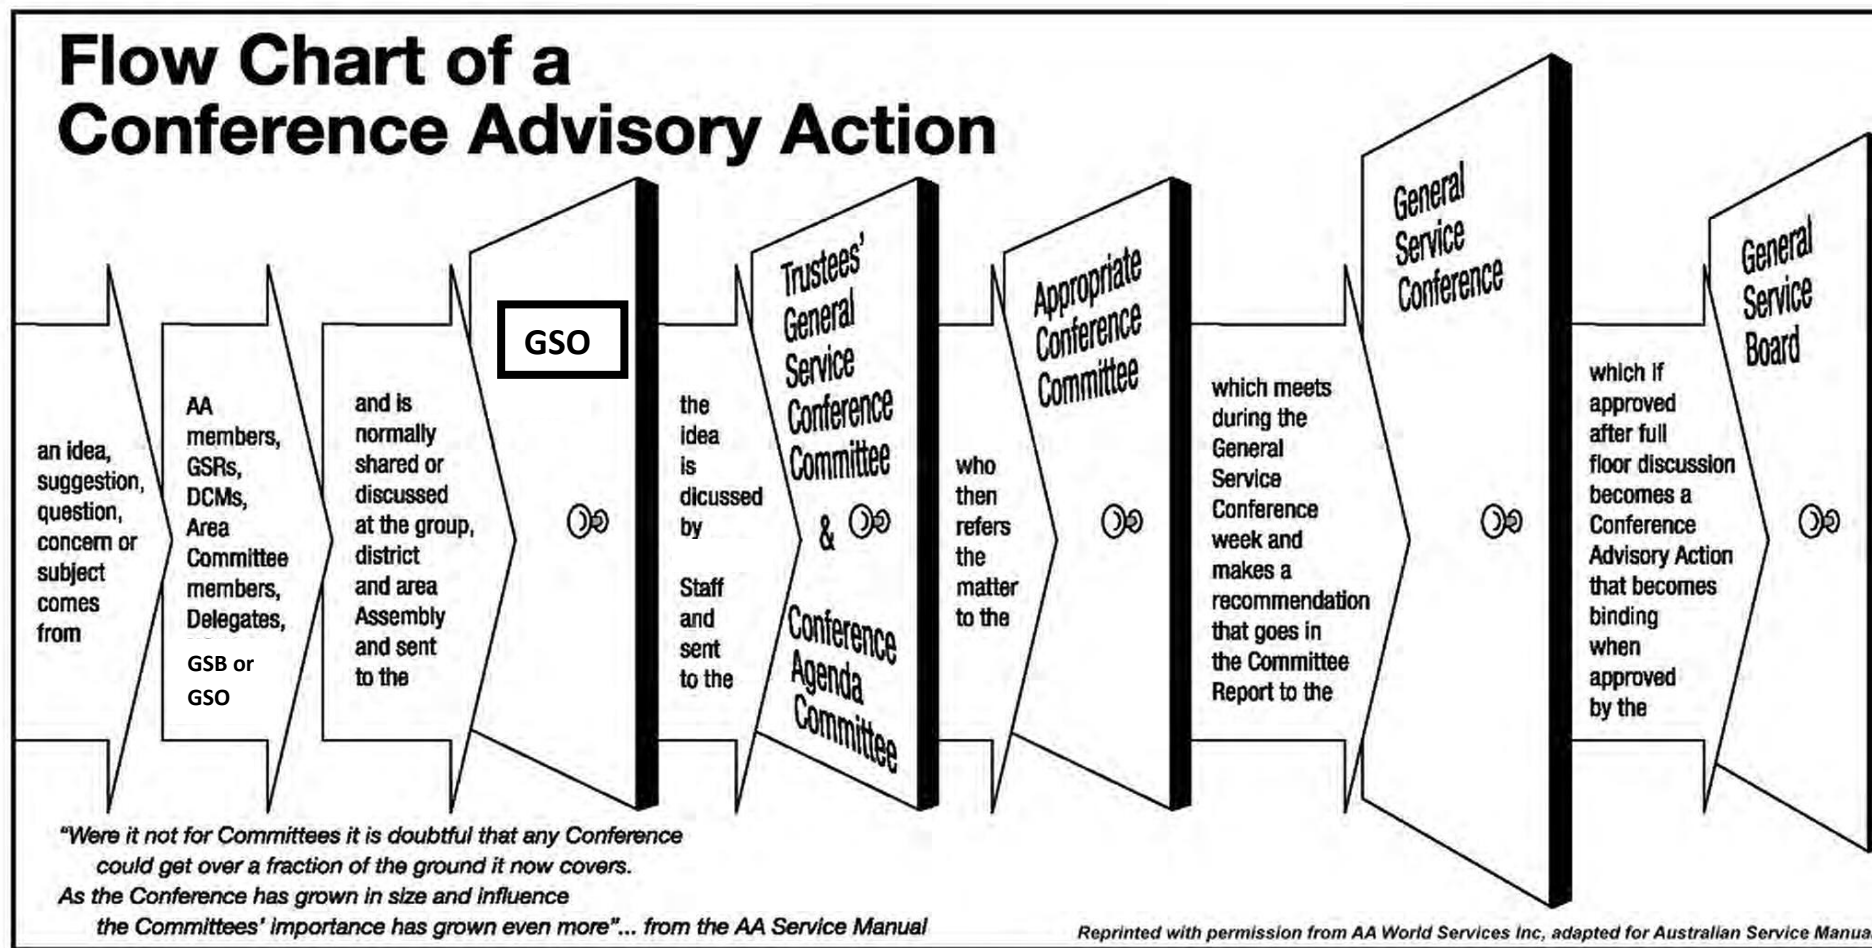 Flow Chart of a
Conference Advisory Action
an idea,
suggestion,
question,
concern or
subject
comes
from
AA
members,
GSRs,
DCMs,
Area
Committee
members,
Delegates,
GSB or
GSO
and is
normally
shared or
discussed
at the group,
district
and area
Assembly
and sent
to the
GSO
the
idea
is
dicussed
by
Staff
and
sent
to the
Trustees'
General
Service
Conference
Committee
&
Conference
Agenda
Committee
who
then
refers
the
matter
to the
Appropriate
Conference
Committee
which meets
during the
General
Service
Conference
week and
makes a
recommendation
that goes in
the Committee
Report to the
General
Service
Conference
which if
approved
after full
floor discussion
becomes a
Conference
Advisory Action
that becomes
binding
when
approved
by the
General
Service
Board
"Were it not for Committees it is doubtful that any Conference
could get over a fraction of the ground it now covers.
As the Conference has grown in size and influence
the Committees' importance has grown even more"... from the AA Service Manual
Reprinted with permission from AA World Services Inc, adapted for Australian Service Manua